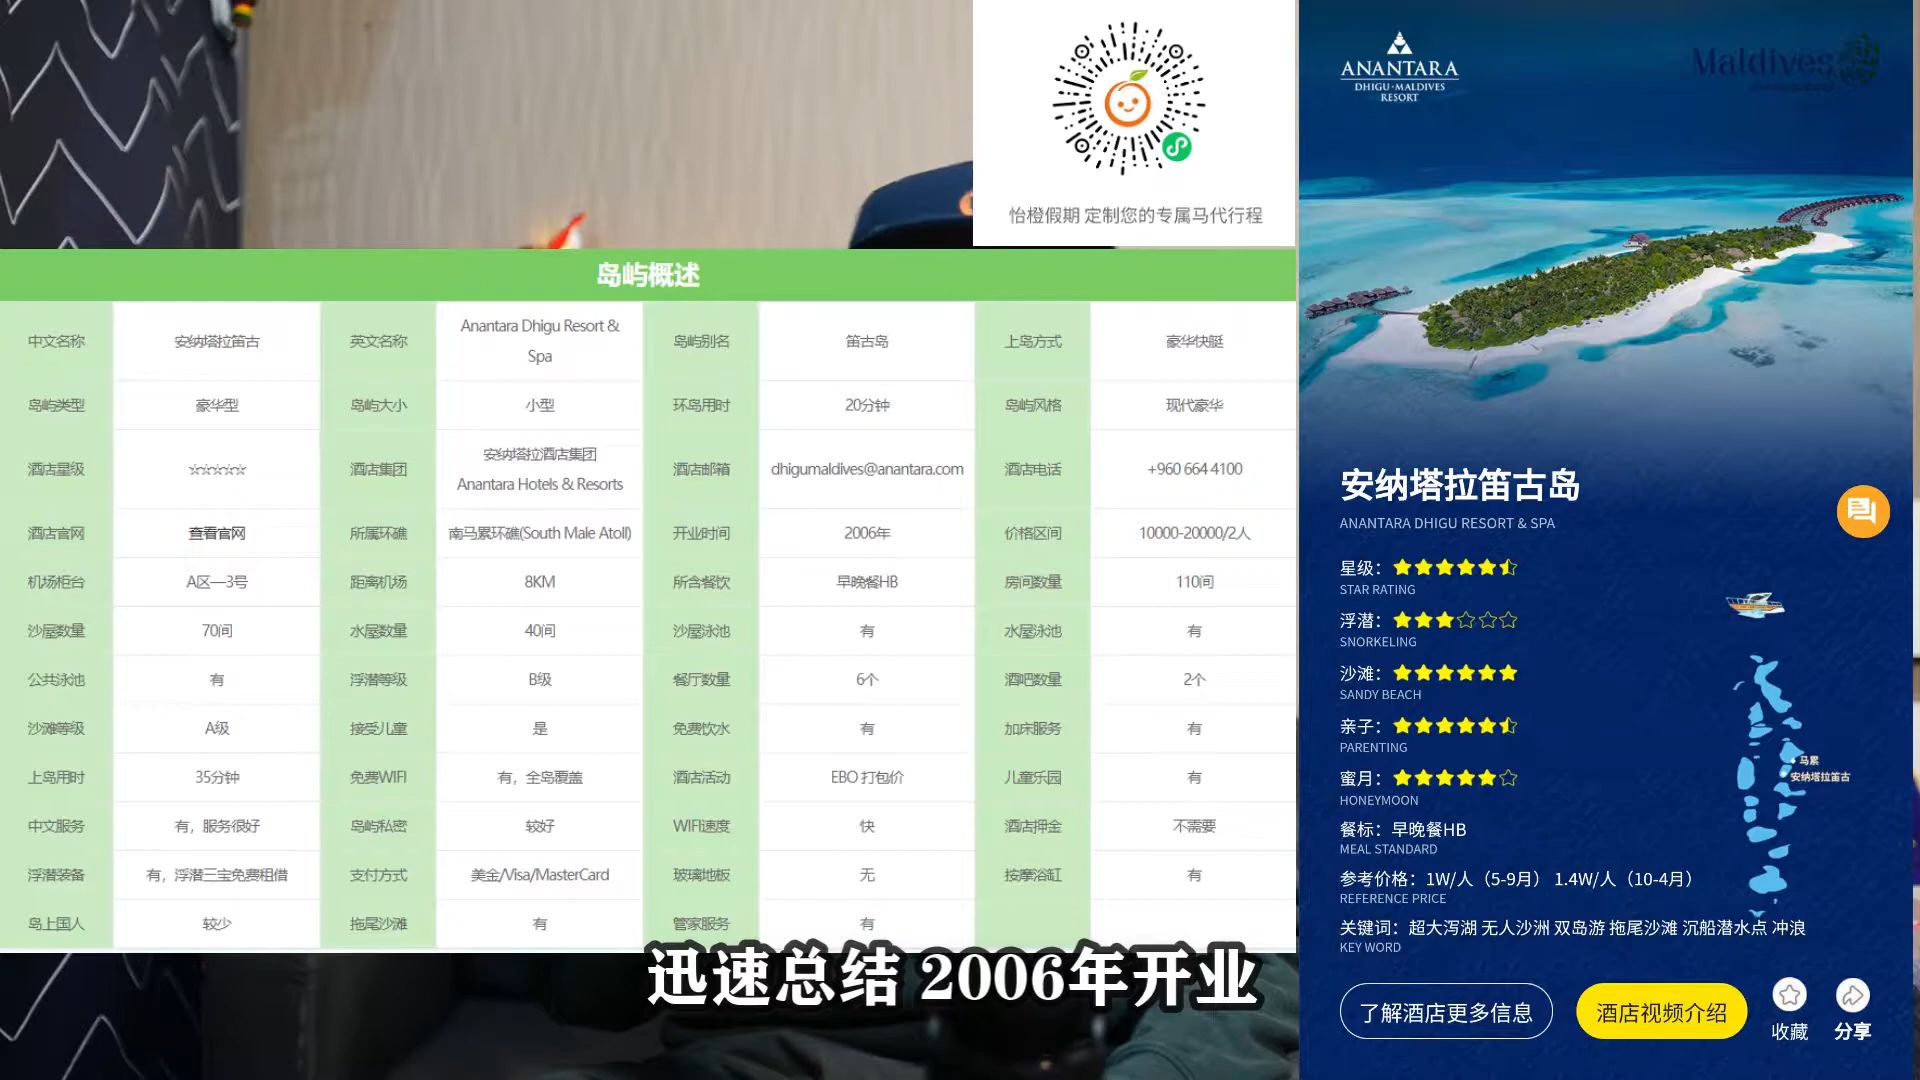 怡橙假期 定制您的专属马代行程
岛屿概述
中文名称 安纳塔拉笛古 英文名称 Anantara Dhigu Resort & Spa 岛屿别名 笛古岛 上岛方式 豪华快艇
岛屿类型 豪华型 岛屿大小 小型 环岛用时 20分钟 岛屿风格 现代豪华
酒店星级 ☆☆☆☆☆ 酒店集团 安纳塔拉酒店集团 Anantara Hotels & Resorts 酒店邮箱 dhigumaldives@anantara.com 酒店电话 +960 664 4100
酒店官网 查看官网 所属环礁 南马累环礁(South Male Atoll) 开业时间 2006年 价格区间 10000-20000/2人
机场柜台 A区—3号 距离机场 8KM 所含餐饮 早晚餐HB 房间数量 110间
沙屋数量 70间 水屋数量 40间 沙屋泳池 有 水屋泳池 有
公共泳池 有 浮潜等级 B级 餐厅数量 6个 酒吧数量 2个
沙滩等级 A级 接受儿童 是 免费饮水 有 加床服务 有
上岛用时 35分钟 免费WIFI 有，全岛覆盖 酒店活动 EBO 打包价 儿童乐园 有
中文服务 有，服务很好 岛屿私密 较好 WIFI速度 快 酒店押金 不需要
浮潜装备 有，浮潜三宝免费租借 支付方式 美金/Visa/MasterCard 玻璃地板 无 按摩浴缸 有
岛上国人 较少 拖尾沙滩 有 管家服务 有
迅速总结 2006年开业
ANANTARA
DHIGU·MALDIVES
RESORT
Maldives
安纳塔拉笛古岛
ANANTARA DHIGU RESORT & SPA
星级：
STAR RATING
浮潜：
SNORKELING
沙滩：
SANDY BEACH
亲子：
PARENTING
蜜月：
HONEYMOON
马累
安纳塔拉笛古
餐标：早晚餐HB
MEAL STANDARD
参考价格：1W/人（5-9月） 1.4W/人（10-4月）
REFERENCE PRICE
关键词：超大泻湖 无人沙洲 双岛游 拖尾沙滩 沉船潜水点 冲浪
KEY WORD
了解酒店更多信息
酒店视频介绍
收藏
分享